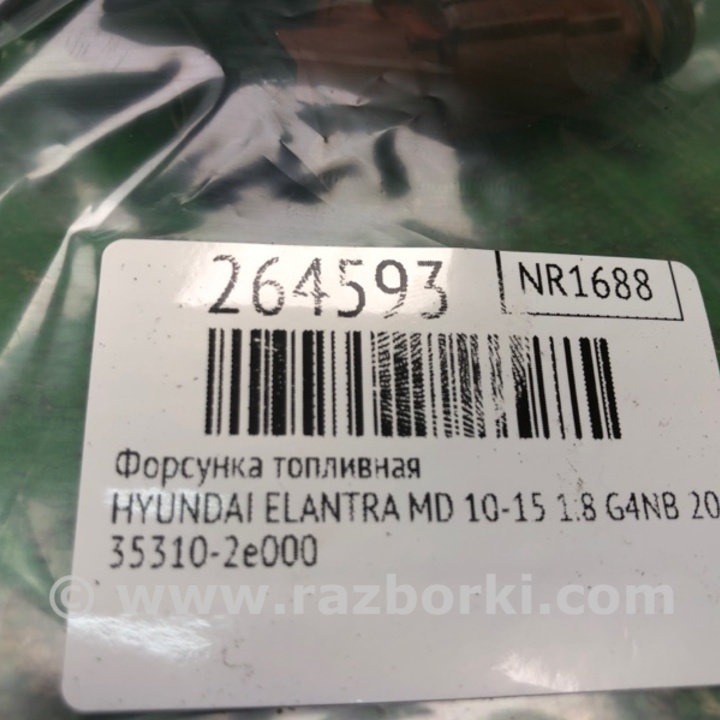 264593
NR1688
Форсунка топливная
HYUNDAI ELANTRA MD 10-15 1.8 G4NB 20
35310-2e000
© www.razborki.com